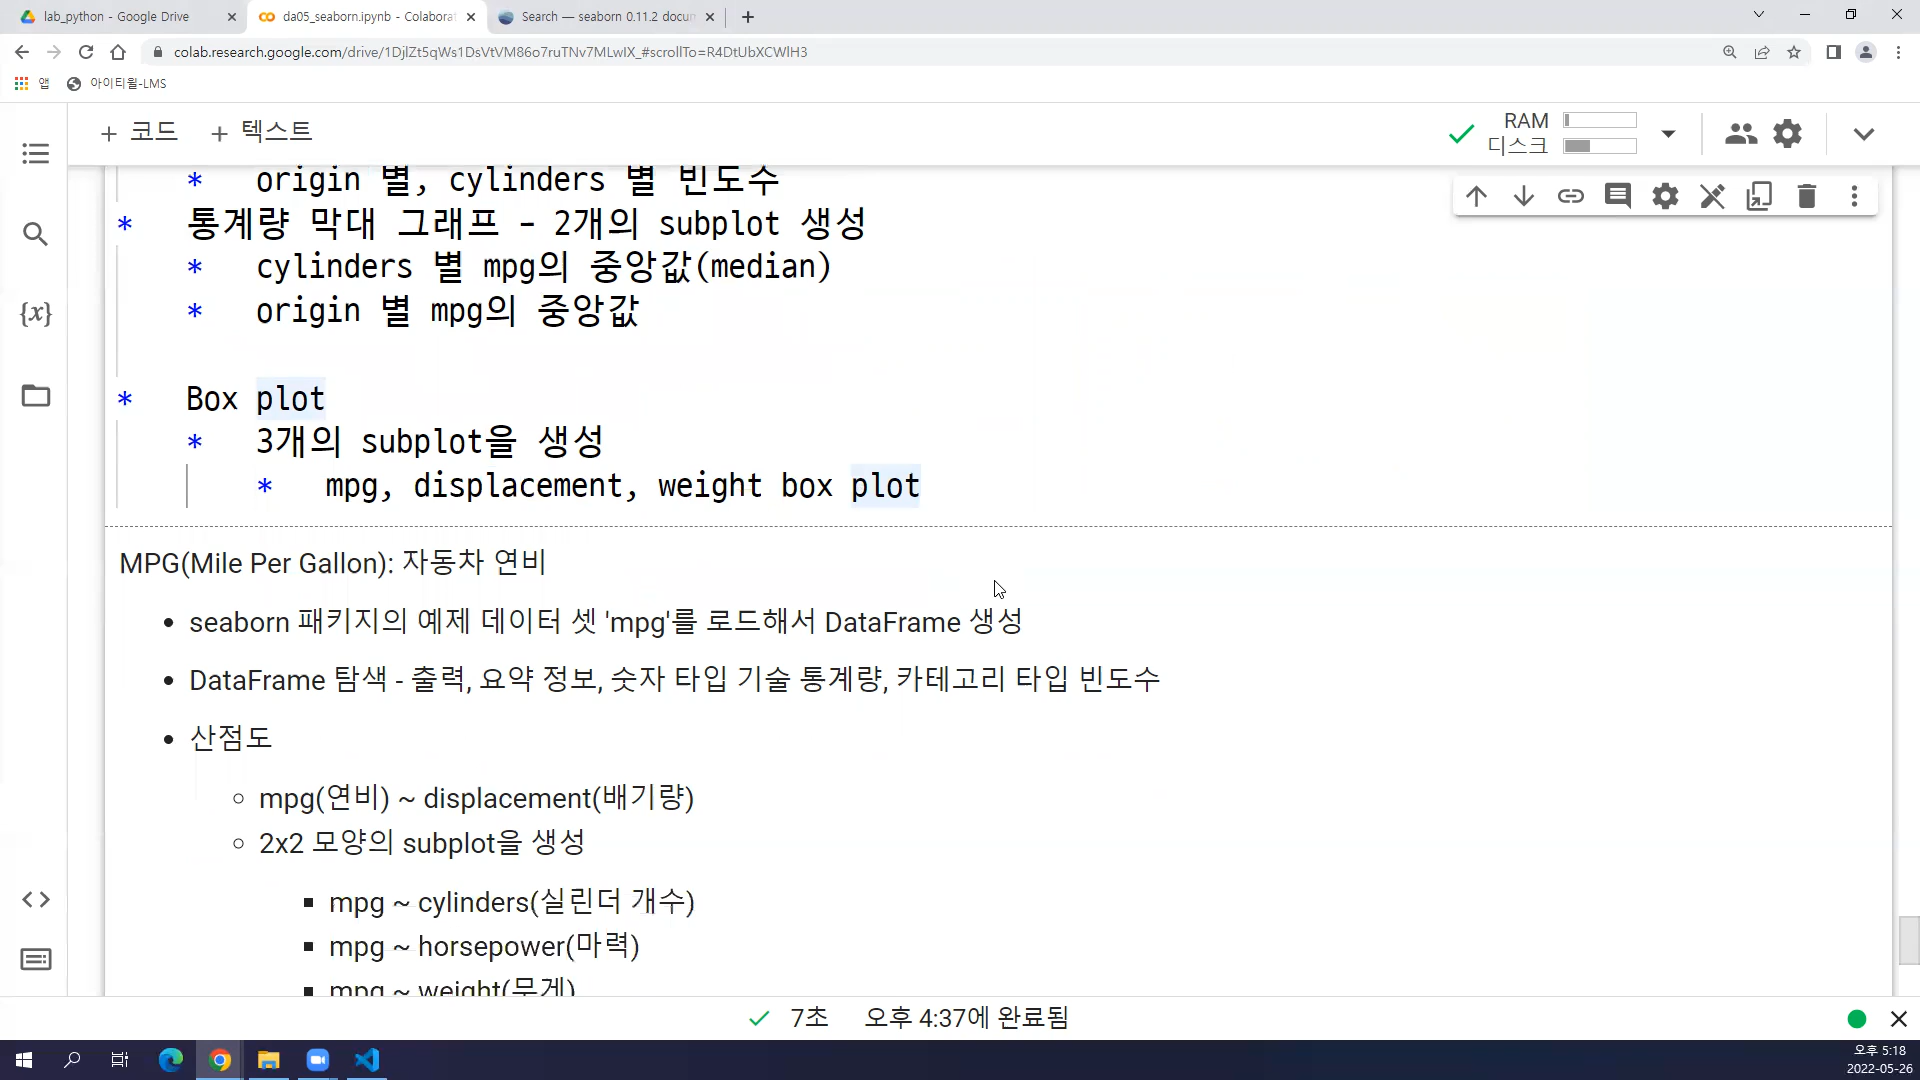 lab_python - Google Drive
da05_seaborn.ipynb - Colaborat
Search — seaborn 0.11.2 docun
colab.research.google.com/drive/1DjlZt5qWs1DsVtVM86o7ruTNv7MLwIX_#scrollTo=R4DtUbXCWlH3
앱
아이티윌-LMS
+ 코드
+ 텍스트
RAM
디스크
* origin 별, cylinders 별 빈도수
* 통계량 막대 그래프 - 2개의 subplot 생성
* cylinders 별 mpg의 중앙값(median)
* origin 별 mpg의 중앙값
* Box plot
* 3개의 subplot을 생성
* mpg, displacement, weight box plot
MPG(Mile Per Gallon): 자동차 연비
• seaborn 패키지의 예제 데이터 셋 'mpg'를 로드해서 DataFrame 생성
• DataFrame 탐색 - 출력, 요약 정보, 숫자 타입 기술 통계량, 카테고리 타입 빈도수
• 산점도
◦ mpg(연비) ~ displacement(배기량)
◦ 2x2 모양의 subplot을 생성
▪ mpg ~ cylinders(실린더 개수)
▪ mpg ~ horsepower(마력)
▪ mpg ~ weight(무게)
7초
오후 4:37에 완료됨
오후 5:18
2022-05-26